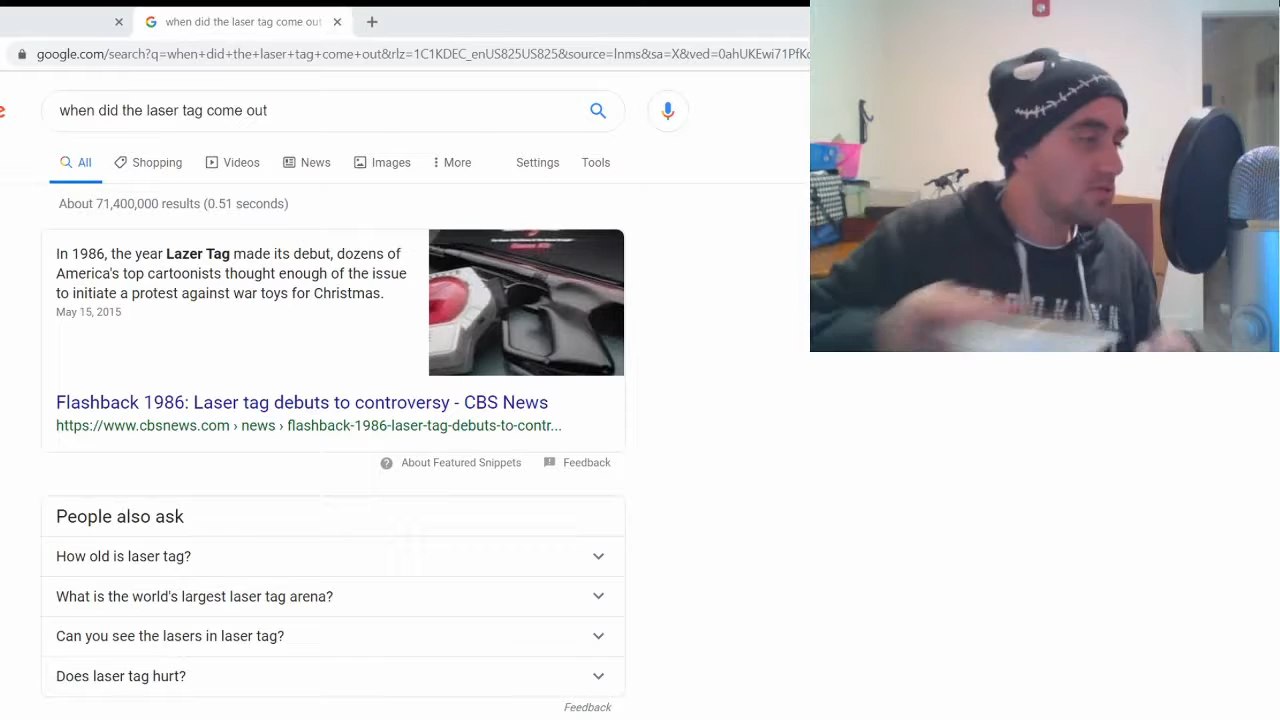 when did the laser tag come out
google.com/search?q=when+did+the+laser+tag+come+out&rlz=1C1KDEC_enUS825US825&source=lnms&sa=X&ved=0ahUKEwi71PfK
when did the laser tag come out
All
Shopping
Videos
News
Images
More
Settings
Tools
About 71,400,000 results (0.51 seconds)
In 1986, the year Lazer Tag made its debut, dozens of
America's top cartoonists thought enough of the issue
to initiate a protest against war toys for Christmas.
May 15, 2015
Flashback 1986: Laser tag debuts to controversy - CBS News
https://www.cbsnews.com › news › flashback-1986-laser-tag-debuts-to-contr...
About Featured Snippets
Feedback
People also ask
How old is laser tag?
What is the world's largest laser tag arena?
Can you see the lasers in laser tag?
Does laser tag hurt?
Feedback
BROOKLYN